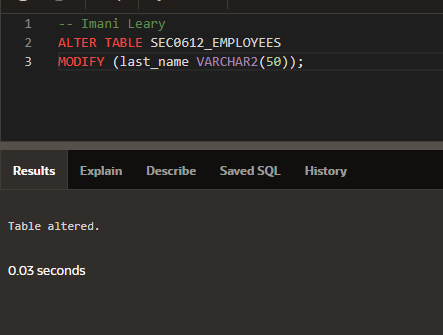 1 -- Imani Leary
2 ALTER TABLE SEC0612_EMPLOYEES
3 MODIFY (last_name VARCHAR2(50));
Results Explain Describe Saved SQL History
Table altered.
0.03 seconds